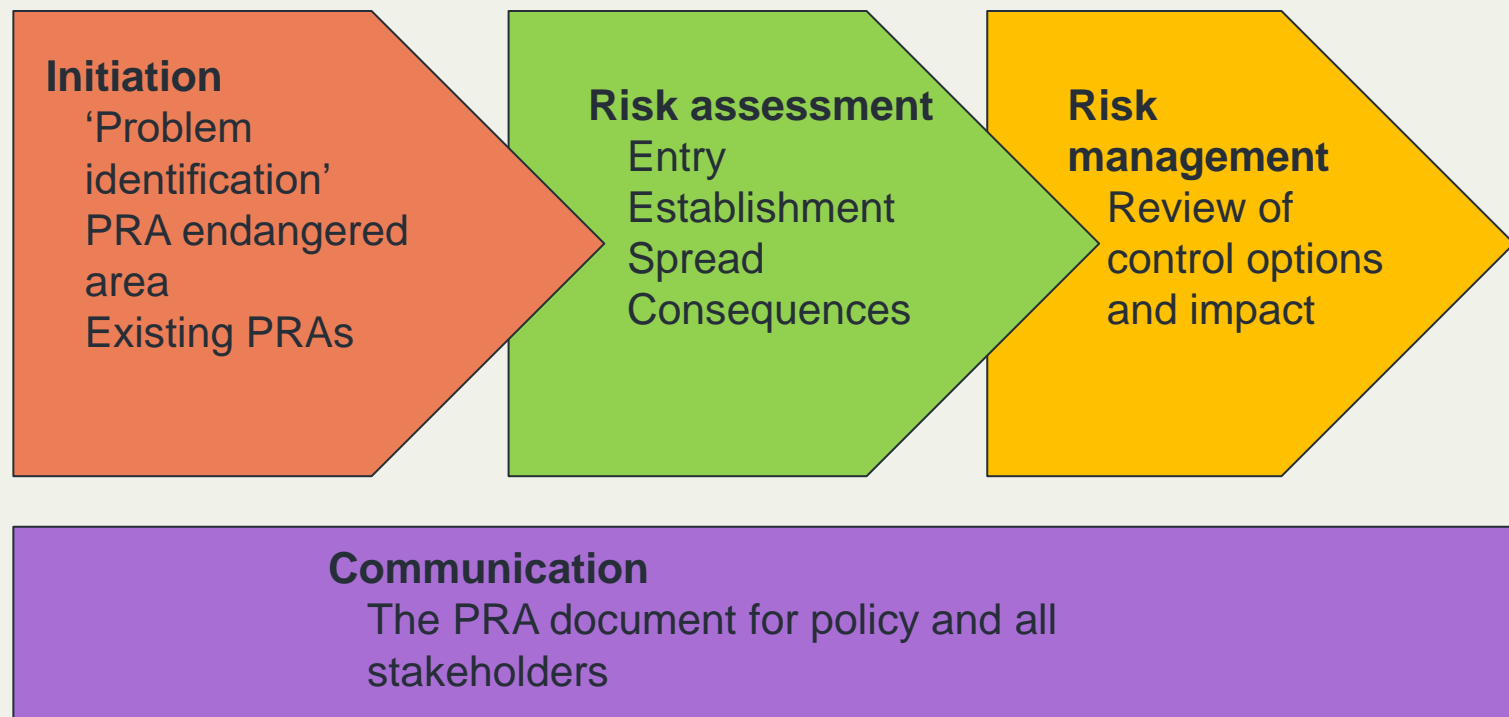 Initiation
‘Problem
identification’
PRA endangered
area
Existing PRAs
Risk assessment
Entry
Establishment
Spread
Consequences
Risk
management
Review of
control options
and impact
Communication
The PRA document for policy and all
stakeholders